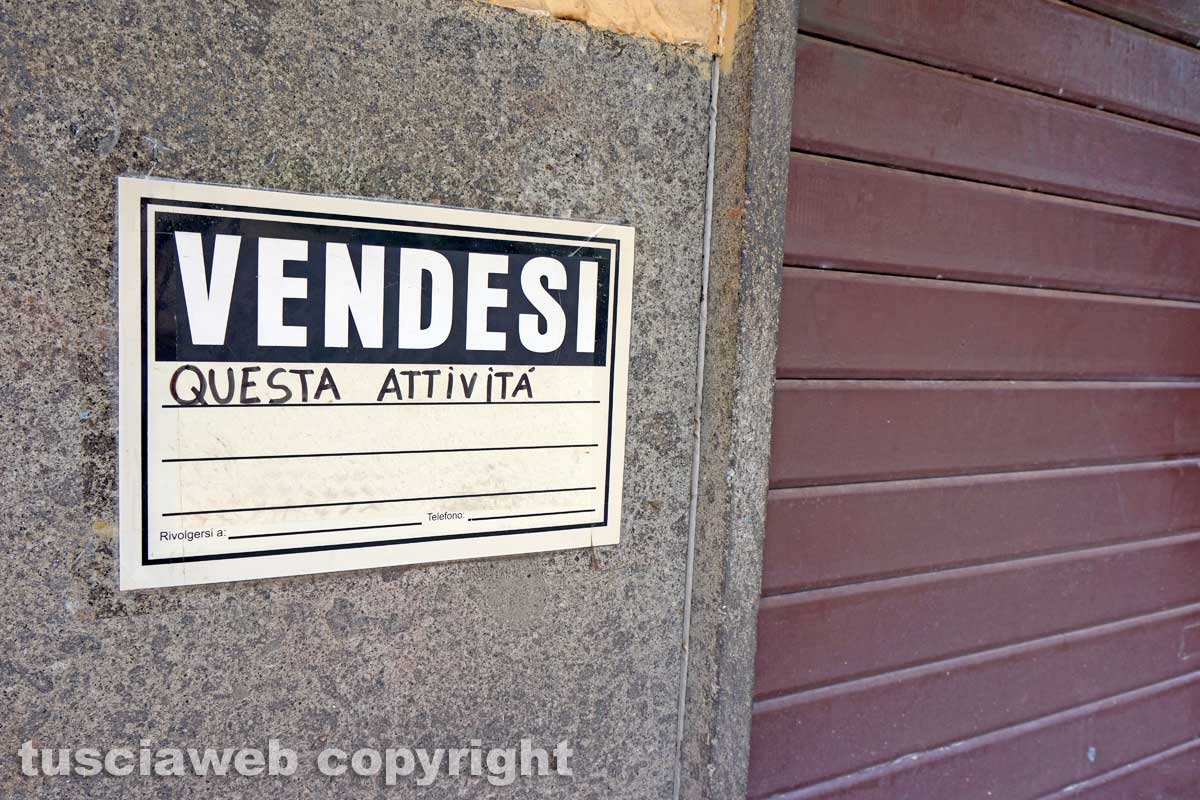 VENDESI
QUESTA ATTIVITÁ
Rivolgersi a: Telefono:
tusciaweb copyright